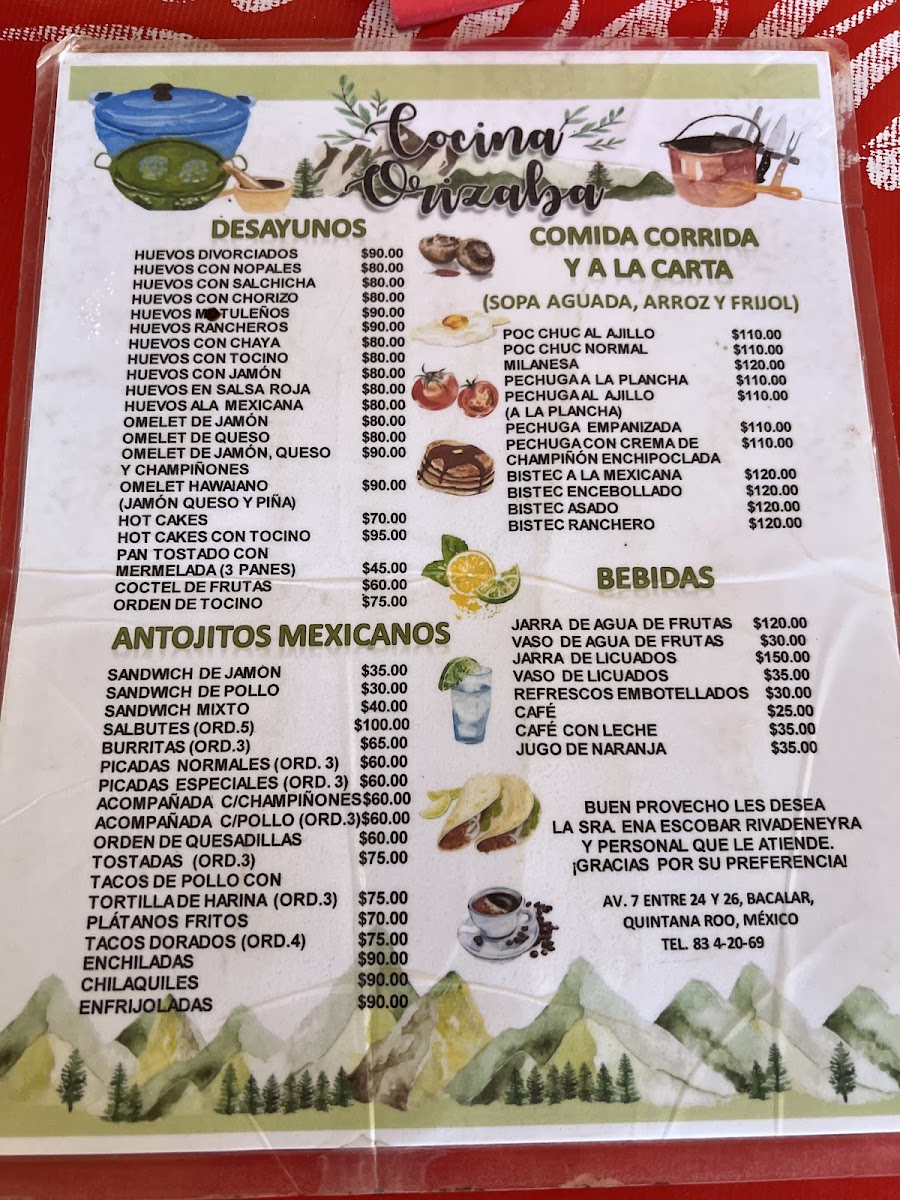 Cocina
Orizaba
DESAYUNOS
HUEVOS DIVORCIADOS $90.00
HUEVOS CON NOPALES $80.00
HUEVOS CON SALCHICHA $80.00
HUEVOS CON CHORIZO $80.00
HUEVOS MOTULEÑOS $90.00
HUEVOS RANCHEROS $90.00
HUEVOS CON CHAYA $80.00
HUEVOS CON TOCINO $80.00
HUEVOS CON JAMÓN $80.00
HUEVOS EN SALSA ROJA $80.00
HUEVOS ALA MEXICANA $80.00
OMELET DE JAMÓN $80.00
OMELET DE QUESO $80.00
OMELET DE JAMÓN, QUESO $90.00
Y CHAMPIÑONES
OMELET HAWAIANO $90.00
(JAMÓN QUESO Y PIÑA)
HOT CAKES $70.00
HOT CAKES CON TOCINO $95.00
PAN TOSTADO CON
MERMELADA (3 PANES) $45.00
COCTEL DE FRUTAS $60.00
ORDEN DE TOCINO $75.00
ANTOJITOS MEXICANOS
SANDWICH DE JAMÓN $35.00
SANDWICH DE POLLO $30.00
SANDWICH MIXTO $40.00
SALBUTES (ORD.5) $100.00
BURRITAS (ORD.3) $65.00
PICADAS NORMALES (ORD. 3) $60.00
PICADAS ESPECIALES (ORD. 3) $60.00
ACOMPAÑADA C/CHAMPIÑONES $60.00
ACOMPAÑADA C/POLLO (ORD.3) $60.00
ORDEN DE QUESADILLAS $60.00
TOSTADAS (ORD.3) $75.00
TACOS DE POLLO CON
TORTILLA DE HARINA (ORD.3) $75.00
PLÁTANOS FRITOS $70.00
TACOS DORADOS (ORD.4) $75.00
ENCHILADAS $90.00
CHILAQUILES $90.00
ENFRIJOLADAS $90.00
COMIDA CORRIDA
Y A LA CARTA
(SOPA AGUADA, ARROZ Y FRIJOL)
POC CHUC AL AJILLO $110.00
POC CHUC NORMAL $110.00
MILANESA $120.00
PECHUGA A LA PLANCHA $110.00
PECHUGA AL AJILLO $110.00
(A LA PLANCHA)
PECHUGA EMPANIZADA $110.00
PECHUGA CON CREMA DE $110.00
CHAMPIÑÓN ENCHIPOCLADA
BISTEC A LA MEXICANA $120.00
BISTEC ENCEBOLLADO $120.00
BISTEC ASADO $120.00
BISTEC RANCHERO $120.00
BEBIDAS
JARRA DE AGUA DE FRUTAS $120.00
VASO DE AGUA DE FRUTAS $30.00
JARRA DE LICUADOS $150.00
VASO DE LICUADOS $35.00
REFRESCOS EMBOTELLADOS $30.00
CAFÉ $25.00
CAFÉ CON LECHE $35.00
JUGO DE NARANJA $35.00
BUEN PROVECHO LES DESEA
LA SRA. ENA ESCOBAR RIVADENEYRA
Y PERSONAL QUE LE ATIENDE.
¡GRACIAS POR SU PREFERENCIA!
AV. 7 ENTRE 24 Y 26, BACALAR,
QUINTANA ROO, MÉXICO
TEL. 83 4-20-69